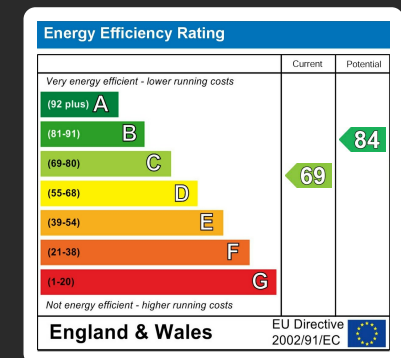 Energy Efficiency Rating
Current Potential
Very energy efficient - lower running costs
(92 plus) A
(81-91) B
84
(69-80) C
69
(55-68) D
(39-54) E
(21-38) F
(1-20) G
Not energy efficient - higher running costs
England & Wales
EU Directive
2002/91/EC